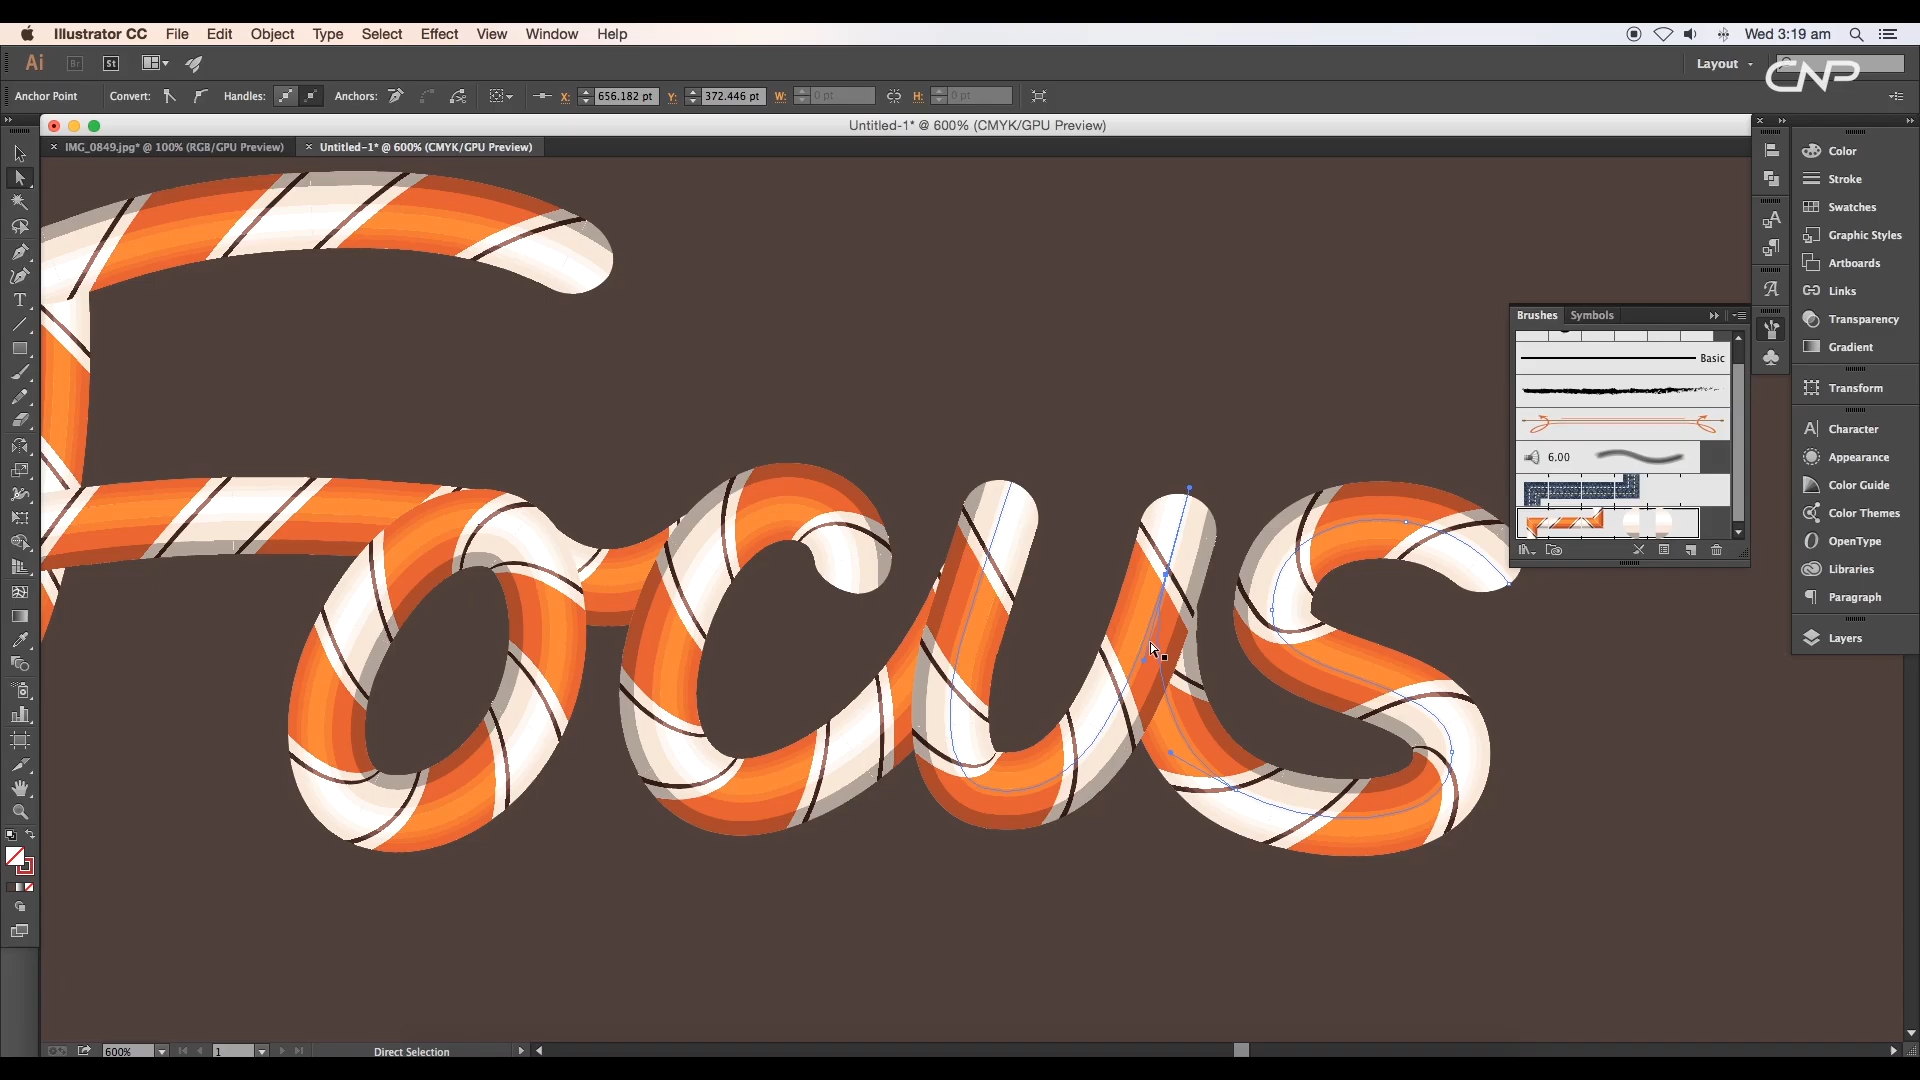 Illustrator CC File Edit Object Type Select Effect View Window Help Wed 3:19 am
Ai Br St Layout
CNP
Anchor Point Convert: Handles: Anchors: X: 656.182 pt Y: 372.446 pt W: 0 pt H: 0 pt
Untitled-1* @ 600% (CMYK/GPU Preview)
IMG_0849.jpg* @ 100% (RGB/GPU Preview) Untitled-1* @ 600% (CMYK/GPU Preview)
Color
Stroke
Swatches
Graphic Styles
Artboards
Links
Transparency
Gradient
Transform
Character
Appearance
Color Guide
Color Themes
OpenType
Libraries
Paragraph
Layers
Brushes Symbols
Basic
6.00
Focus
600% 1 Direct Selection